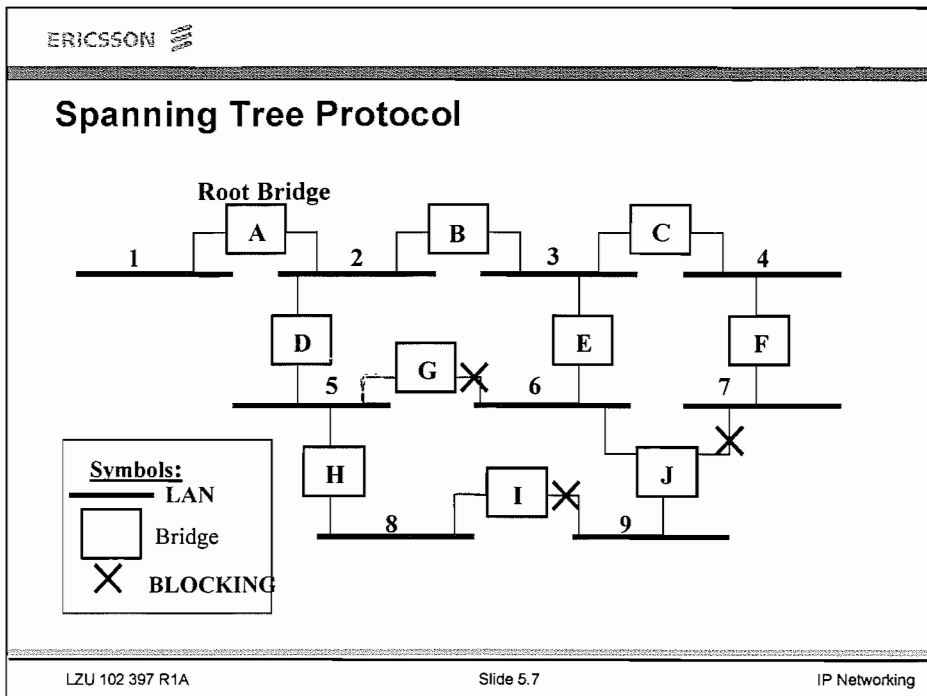 ERICSSON
Spanning Tree Protocol
Root Bridge
A
B
C
1
2
3
4
D
E
F
G
5
6
7
H
I
J
8
9
Symbols:
LAN
Bridge
BLOCKING
LZU 102 397 R1A
Slide 5.7
IP Networking